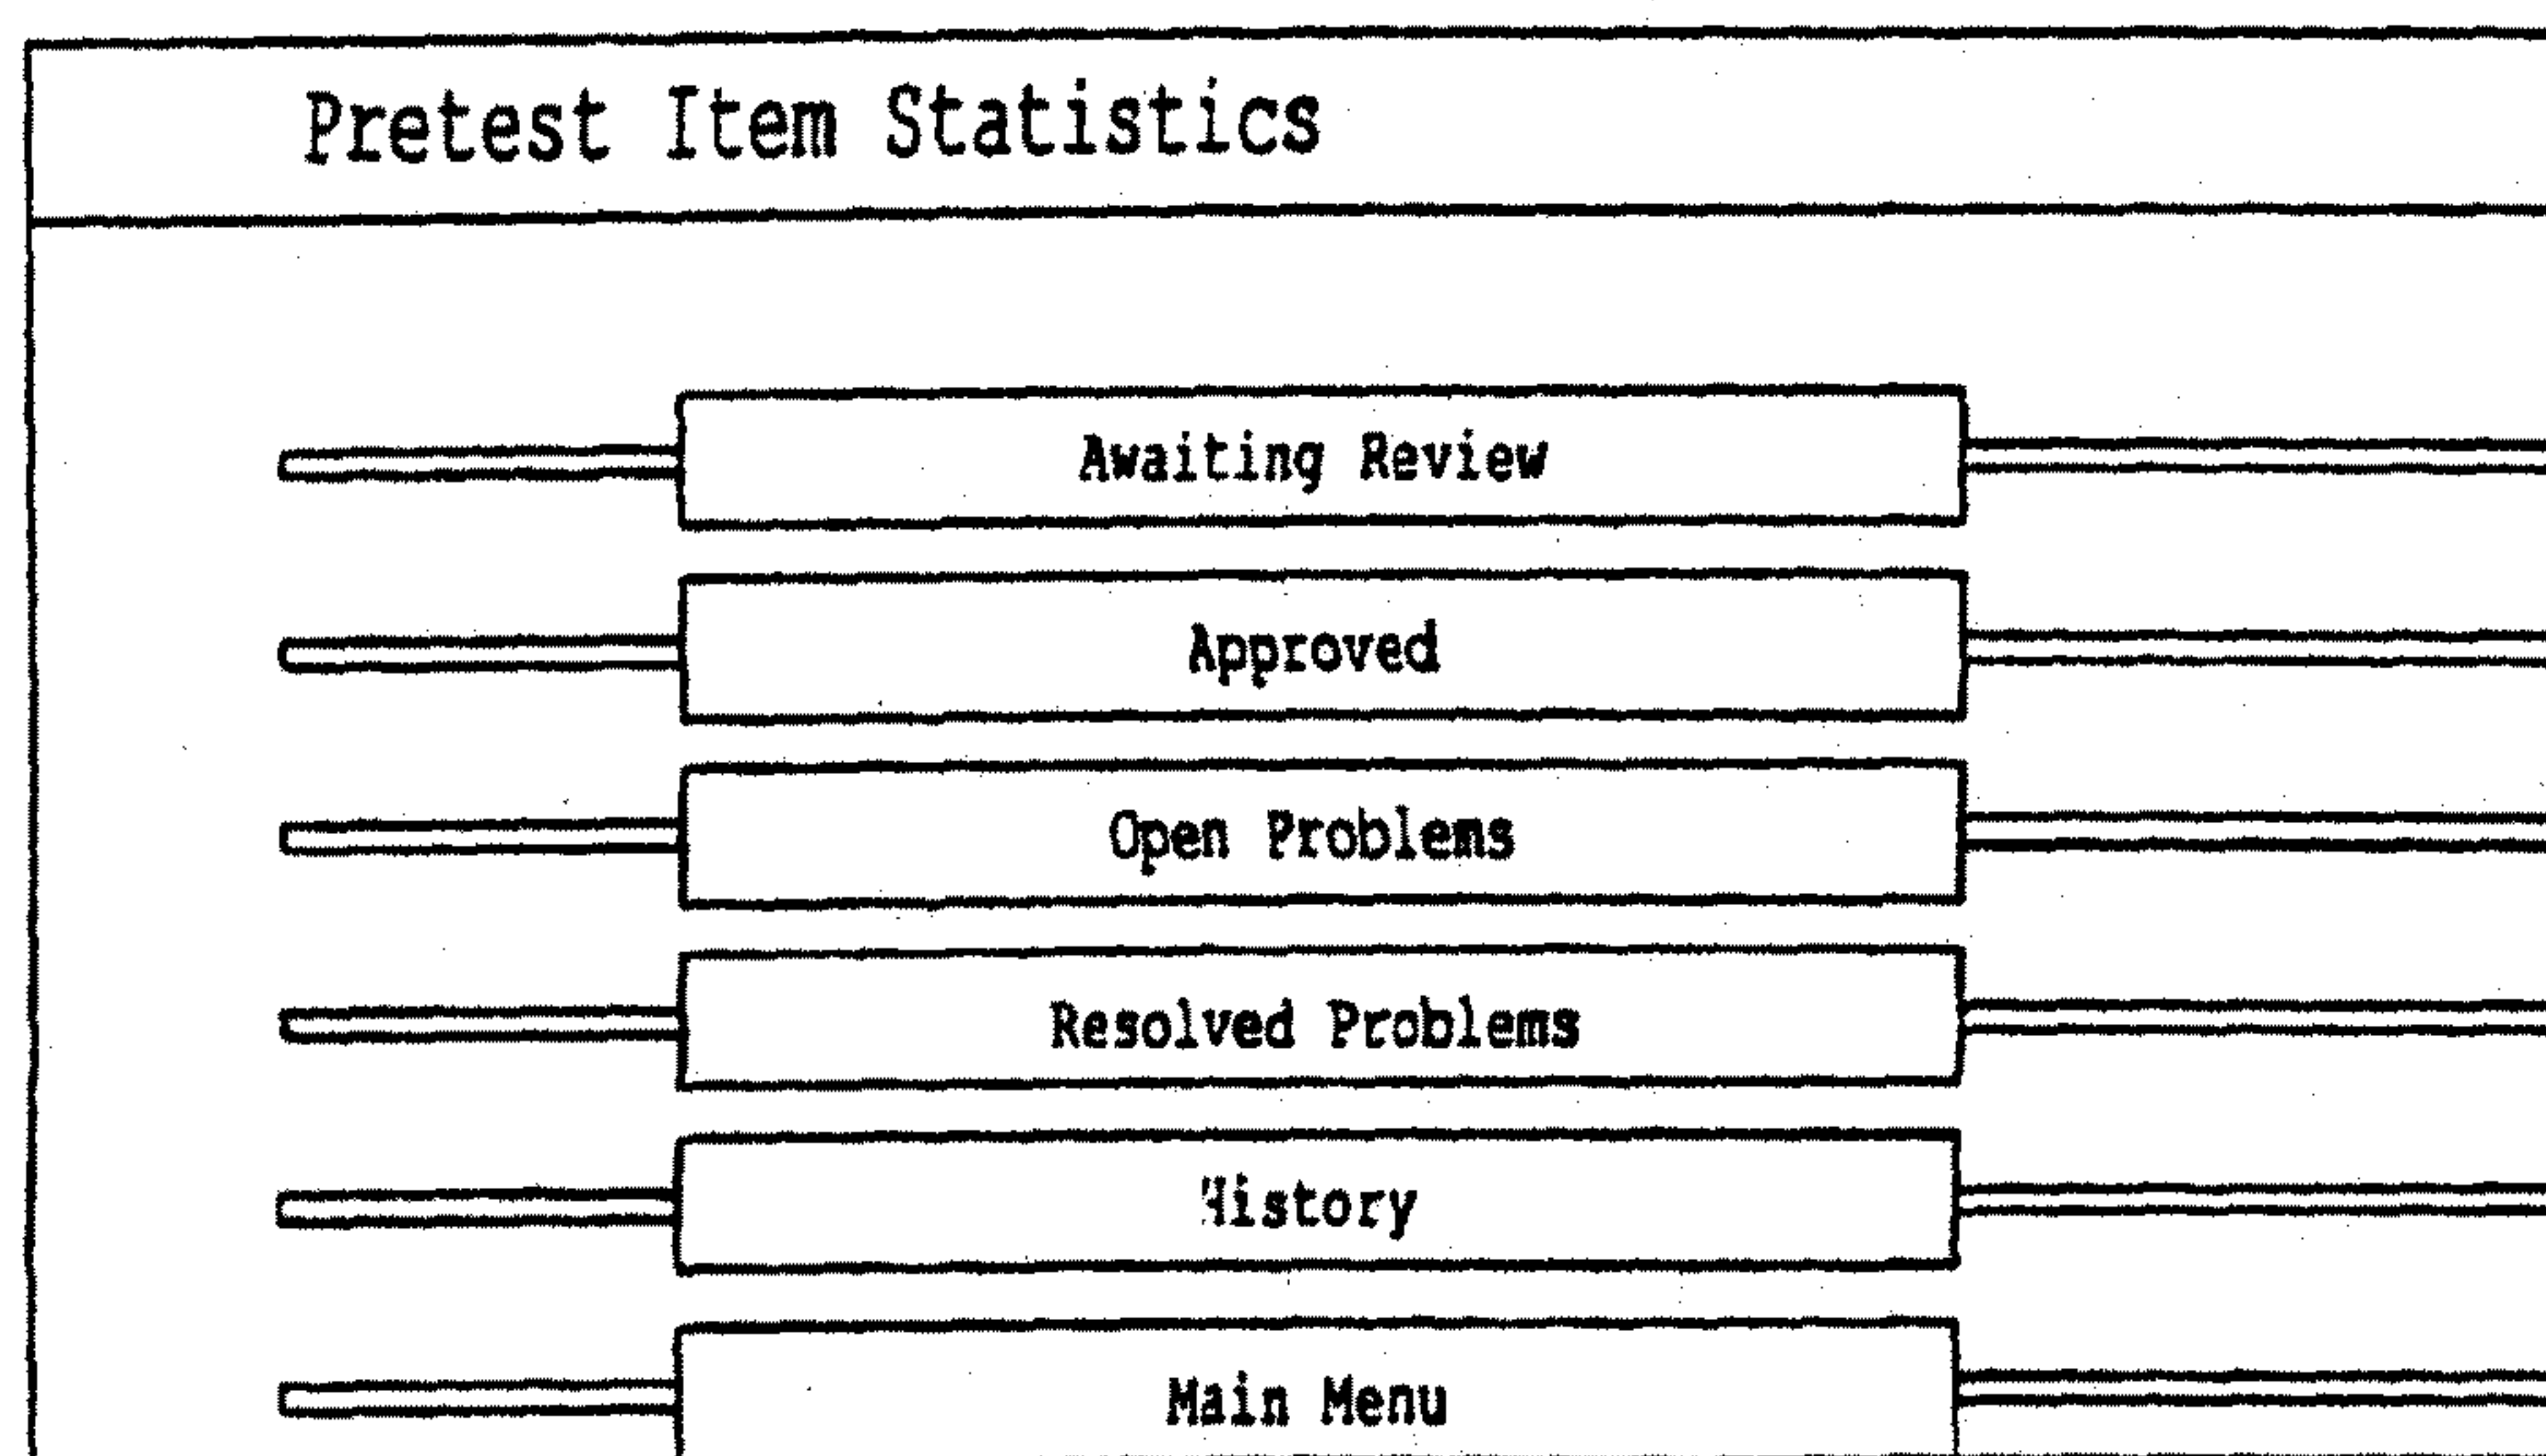 Pretest Item Statistics
Awaiting Review
Approved
Open Problems
Resolved Problems
History
Main Menu